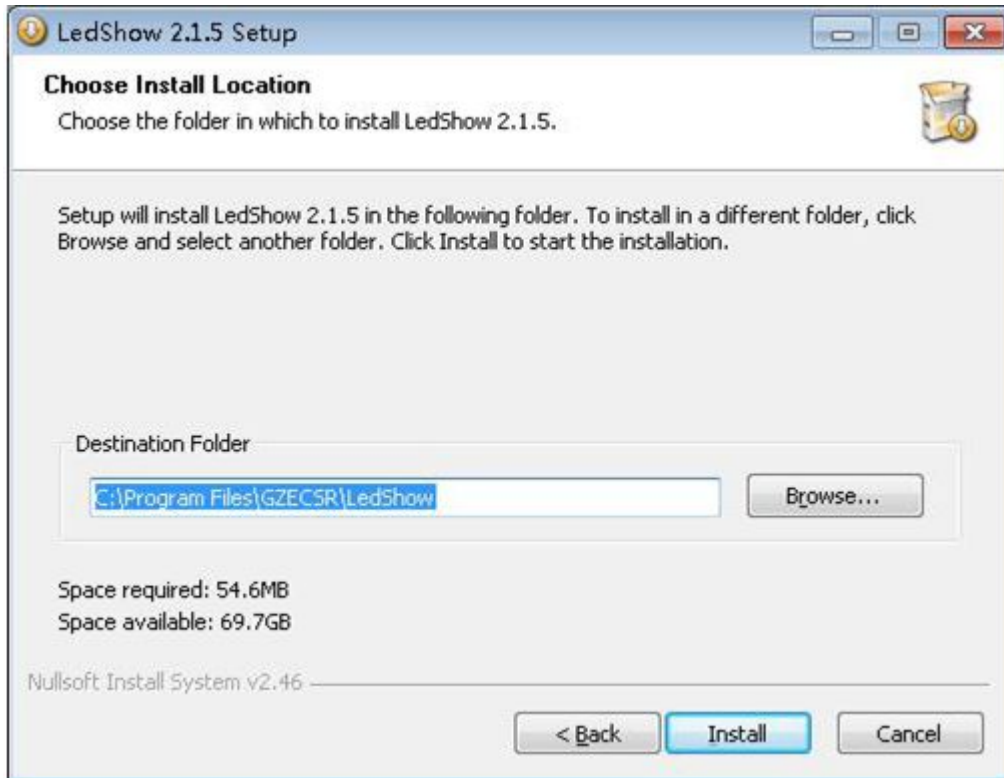 LedShow 2.1.5 Setup
Choose Install Location
Choose the folder in which to install LedShow 2.1.5.
Setup will install LedShow 2.1.5 in the following folder. To install in a different folder, click
Browse and select another folder. Click Install to start the installation.
Destination Folder
C:\Program Files\GZECSR\LedShow
Browse...
Space required: 54.6MB
Space available: 69.7GB
Nullsoft Install System v2.46
< Back
Install
Cancel